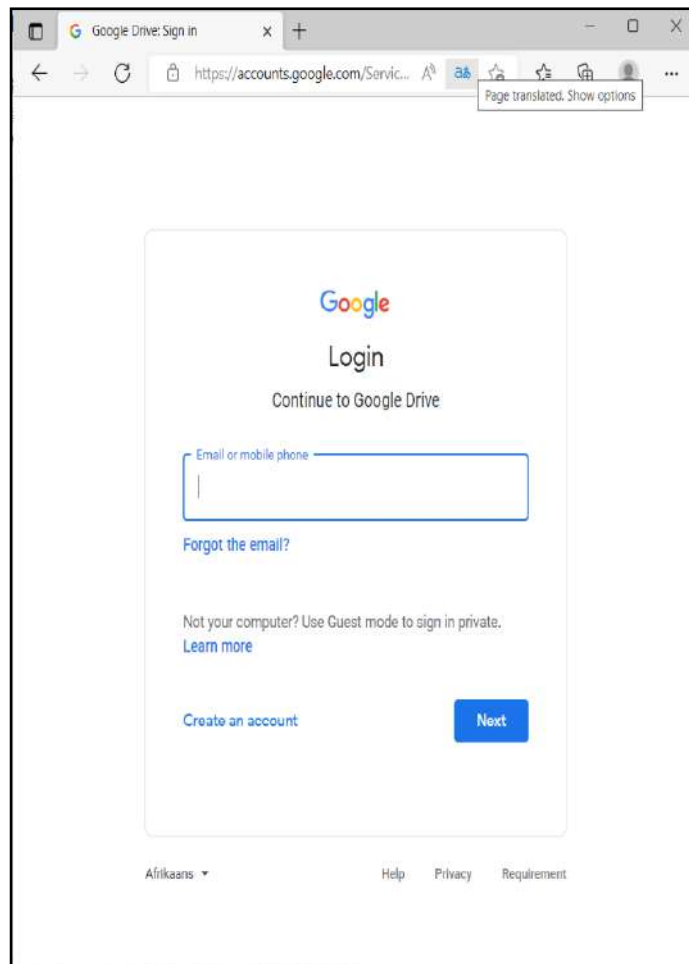 Google Drive: Sign in
https://accounts.google.com/Servic...
Page translated. Show options
Google
Login
Continue to Google Drive
Email or mobile phone
Forgot the email?
Not your computer? Use Guest mode to sign in private.
Learn more
Create an account
Next
Afrikaans
Help Privacy Requirement